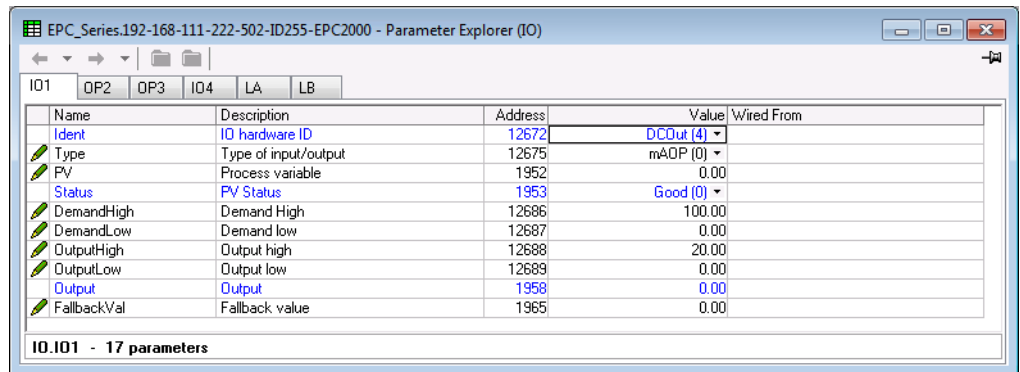 EPC_Series.192-168-111-222-502-ID255-EPC2000 - Parameter Explorer (IO)
IO1 OP2 OP3 IO4 LA LB
Name Description Address Value Wired From
Ident IO hardware ID 12672 DCOut (4)
Type Type of input/output 12675 mAOP (0)
PV Process variable 1952 0.00
Status PV Status 1953 Good (0)
DemandHigh Demand High 12686 100.00
DemandLow Demand low 12687 0.00
OutputHigh Output high 12688 20.00
OutputLow Output low 12689 0.00
Output Output 1958 0.00
FallbackVal Fallback value 1965 0.00
IO.IO1 - 17 parameters